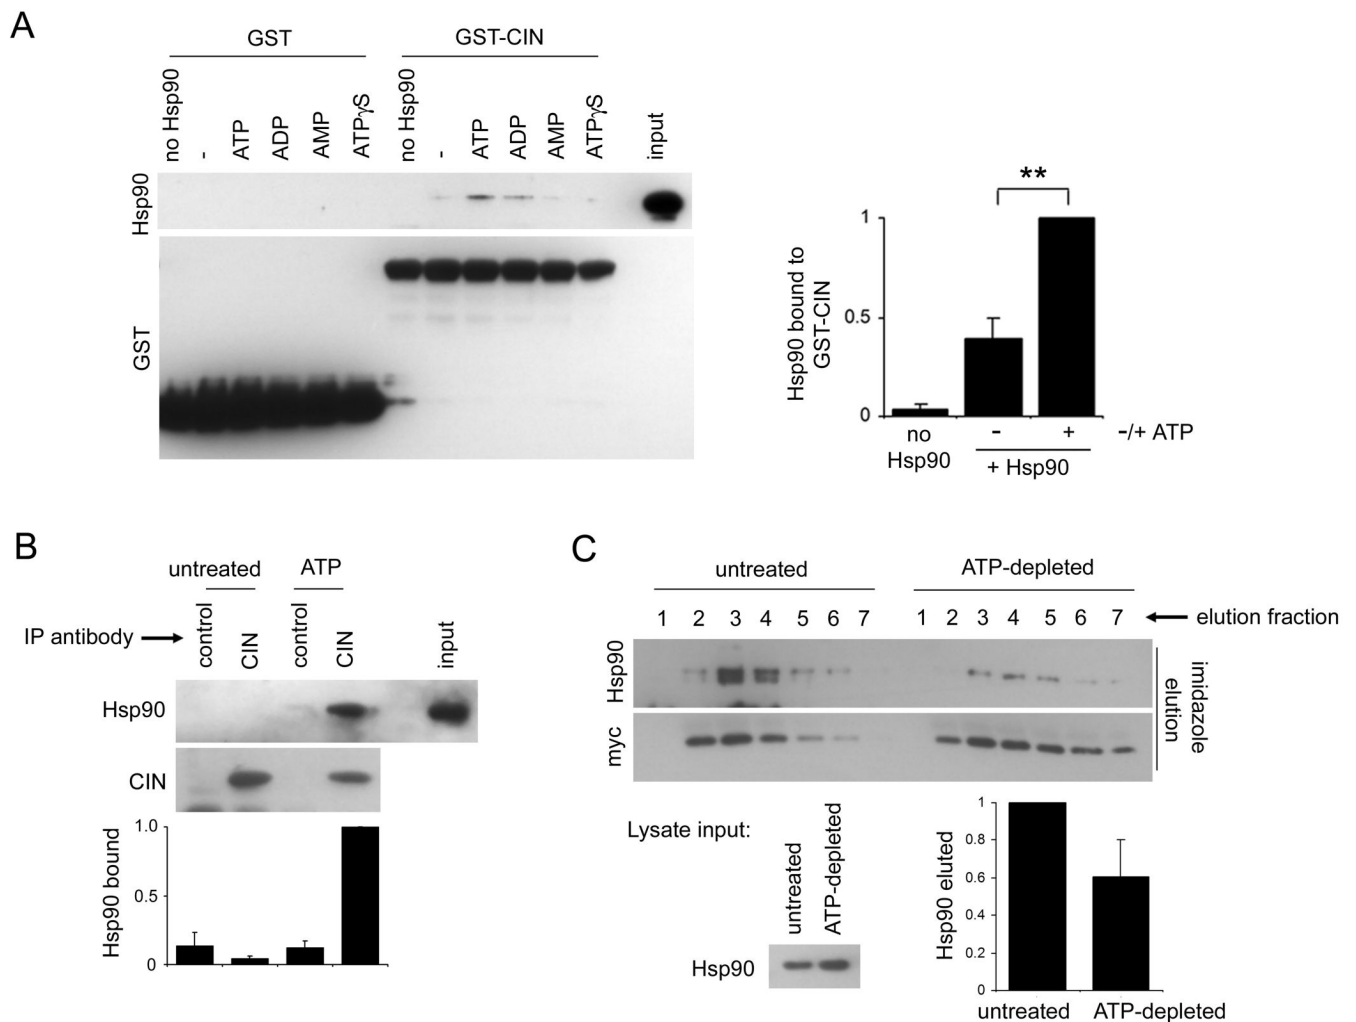 A
GST
GST-CIN
no Hsp90
-
ATP
ADP
AMP
ATPγS
no Hsp90
-
ATP
ADP
AMP
ATPγS
input
Hsp90
GST
**
Hsp90 bound to
GST-CIN
1
0.5
0
no
Hsp90
-
+
-/+ ATP
+ Hsp90
B
untreated
ATP
IP antibody
control
CIN
control
CIN
input
Hsp90
CIN
Hsp90 bound
1.0
0.5
0
C
untreated
ATP-depleted
1 2 3 4 5 6 7
1 2 3 4 5 6 7
elution fraction
Hsp90
myc
imidazole
elution
Lysate input:
untreated
ATP-depleted
Hsp90
Hsp90 eluted
1
0.8
0.6
0.4
0.2
0
untreated
ATP-depleted